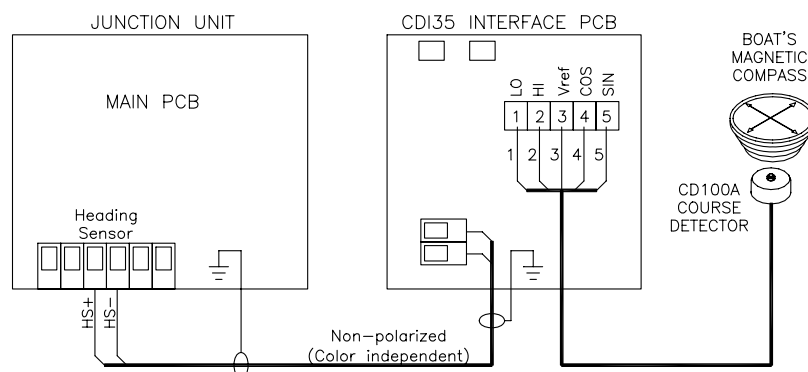 JUNCTION UNIT
MAIN PCB
Heading
Sensor
HS+
HS-
CDI35 INTERFACE PCB
LO HI Vref COS SIN
1 2 3 4 5
1 2 3 4 5
Non-polarized
(Color independent)
BOAT'S
MAGNETIC
COMPASS
CD100A
COURSE
DETECTOR